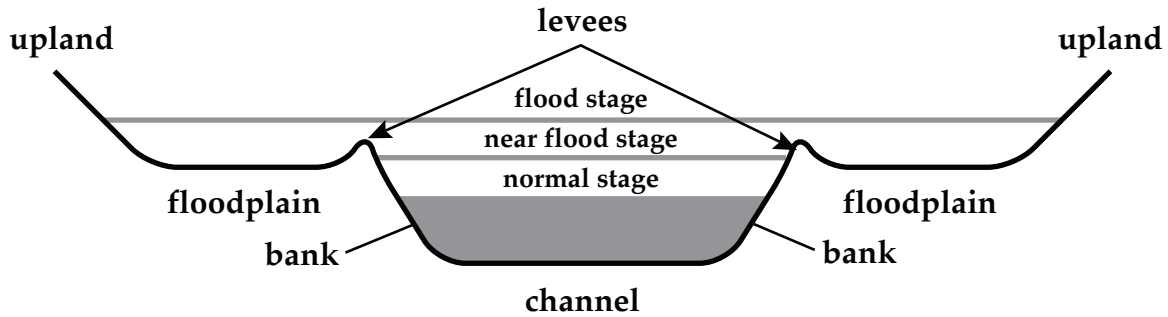 levees
upland
upland
flood stage
near flood stage
normal stage
floodplain
floodplain
bank
bank
channel